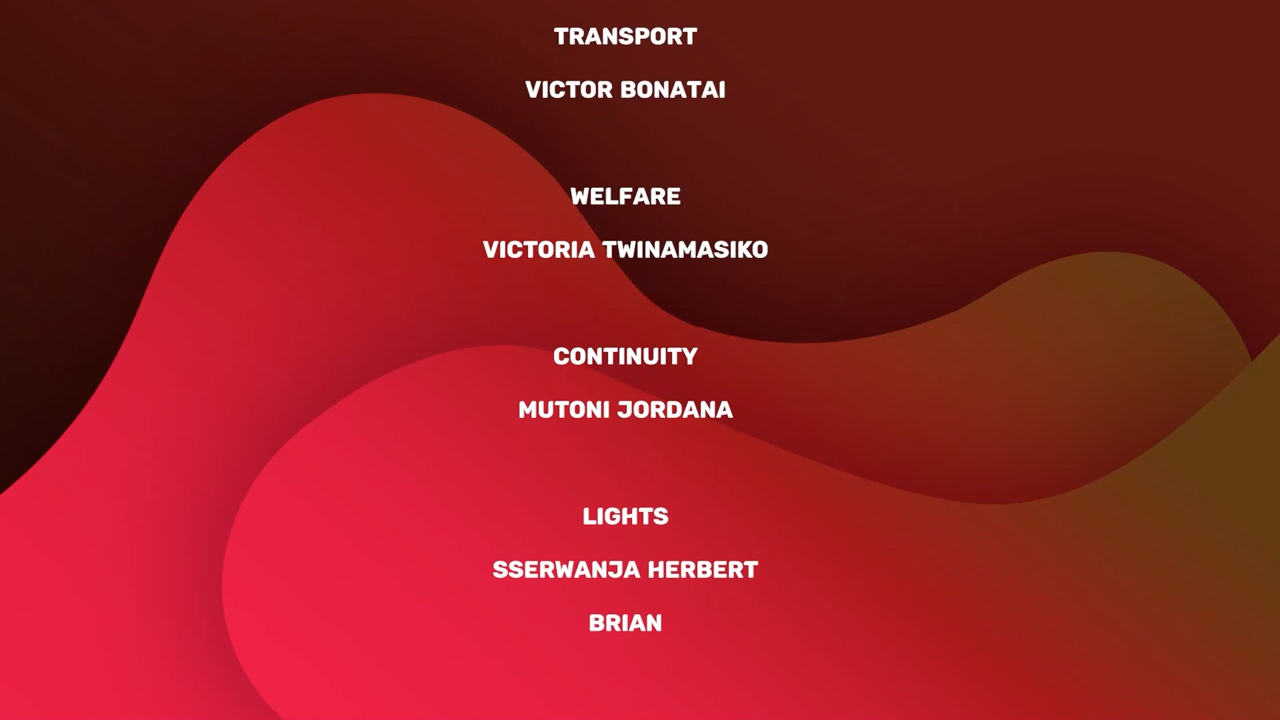 TRANSPORT
VICTOR BONATAI
WELFARE
VICTORIA TWINAMASIKO
CONTINUITY
MUTONI JORDANA
LIGHTS
SSERWANJA HERBERT
BRIAN